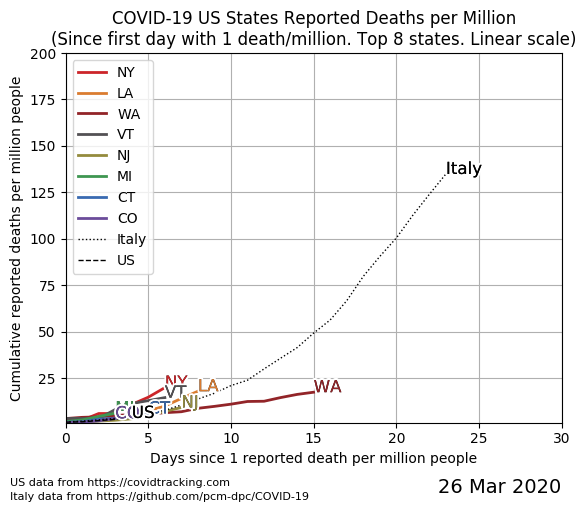 COVID-19 US States Reported Deaths per Million
(Since first day with 1 death/million. Top 8 states. Linear scale)
Cumulative reported deaths per million people
200
175
150
125
100
75
50
25
NY
LA
WA
VT
NJ
MI
CT
CO
Italy
US
Italy
NY
LA
WA
VT
NJ
MI
CT
CO
US
0
5
10
15
20
25
30
Days since 1 reported death per million people
US data from https://covidtracking.com
Italy data from https://github.com/pcm-dpc/COVID-19
26 Mar 2020